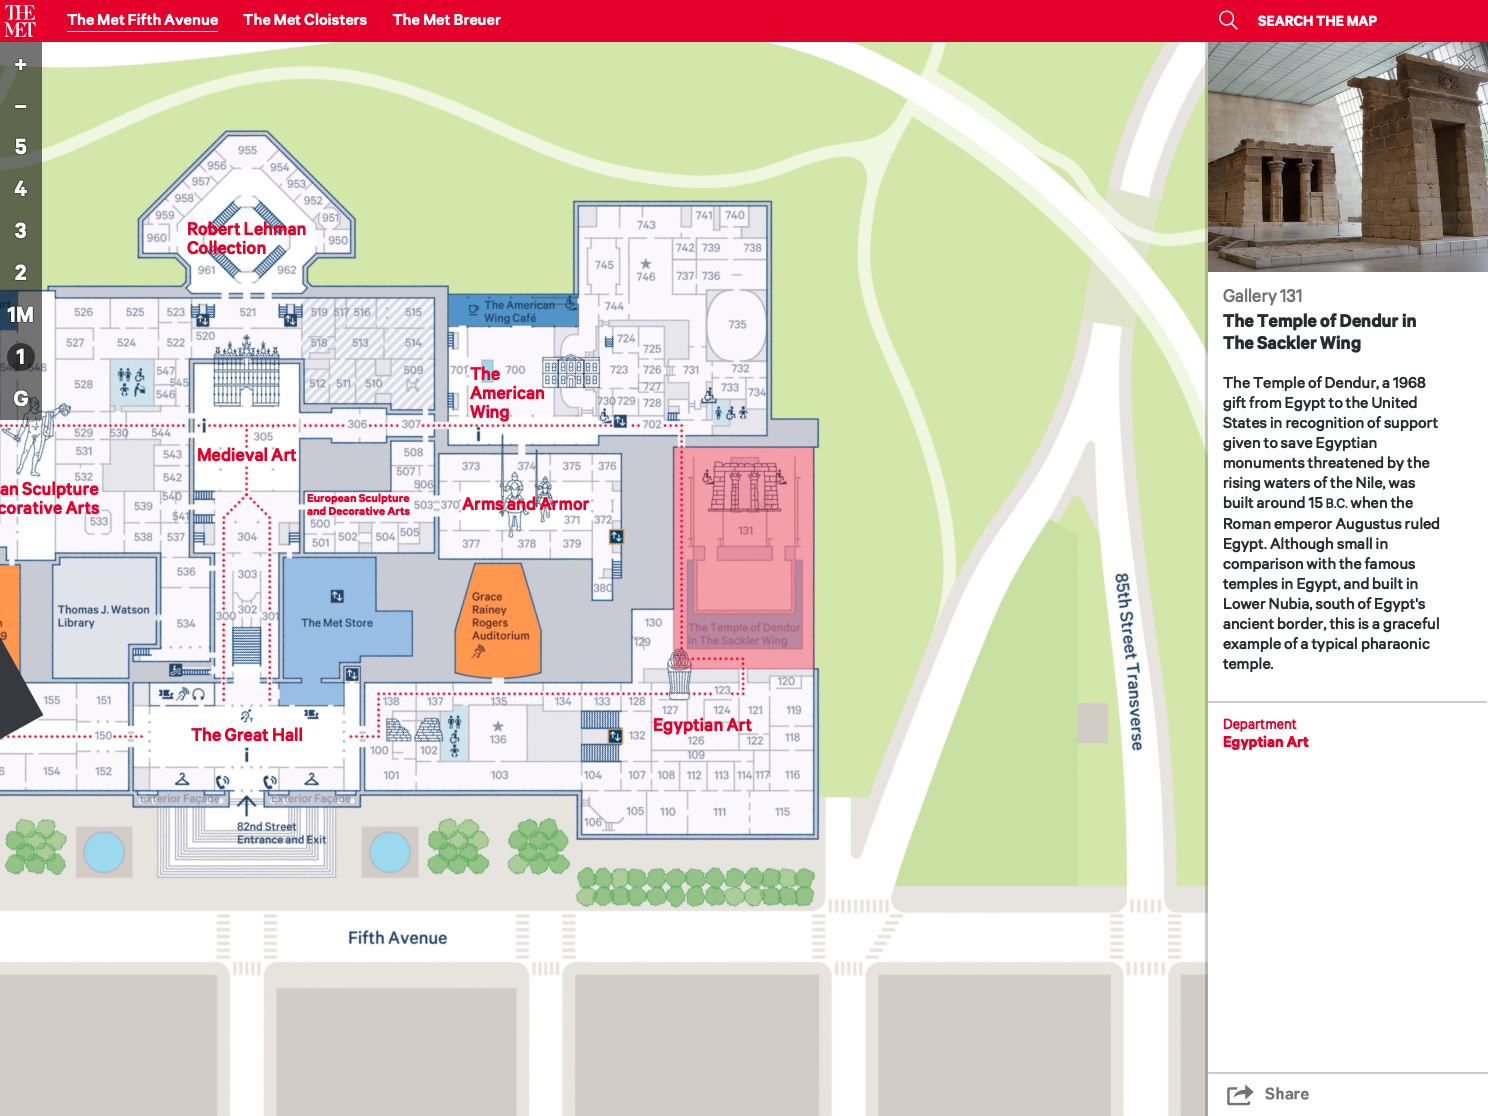 THE MET
The Met Fifth Avenue
The Met Cloisters
The Met Breuer
SEARCH THE MAP
+
−
5
4
3
2
1M
1
G
955
956
954
957
953
958
952
959
951
960
950
Robert Lehman
Collection
961
962
526
525
523
521
519
517
516
515
527
524
522
520
518
513
514
528
547
545
546
512
511
510
509
529
530
544
305
306
307
531
543
Medieval Art
532
542
an Sculpture
corative Arts
540
539
541
533
538
537
304
European Sculpture
and Decorative Arts
500
501
502
504
505
503
506
507
508
The American
Wing Café
743
741
740
742
739
738
745
746
737
736
744
735
724
725
701
700
723
726
731
732
The
American
Wing
727
733
734
730
729
728
702
373
374
375
376
370
Arms and Armor
371
372
377
378
379
380
131
The Temple of Dendur
in The Sackler Wing
536
303
302
300
301
534
Thomas J. Watson
Library
The Met Store
Grace
Rainey
Rogers
Auditorium
130
129
155
151
150
154
152
The Great Hall
Exterior Façade
Exterior Façade
82nd Street
Entrance and Exit
138
137
135
134
133
128
127
123
120
124
121
119
Egyptian Art
100
102
136
132
126
122
118
109
101
103
104
107
108
112
113
114
117
116
106
105
110
111
115
85th Street Transverse
Fifth Avenue
Gallery 131
The Temple of Dendur in
The Sackler Wing
The Temple of Dendur, a 1968
gift from Egypt to the United
States in recognition of support
given to save Egyptian
monuments threatened by the
rising waters of the Nile, was
built around 15 B.C. when the
Roman emperor Augustus ruled
Egypt. Although small in
comparison with the famous
temples in Egypt, and built in
Lower Nubia, south of Egypt's
ancient border, this is a graceful
example of a typical pharaonic
temple.
Department
Egyptian Art
Share